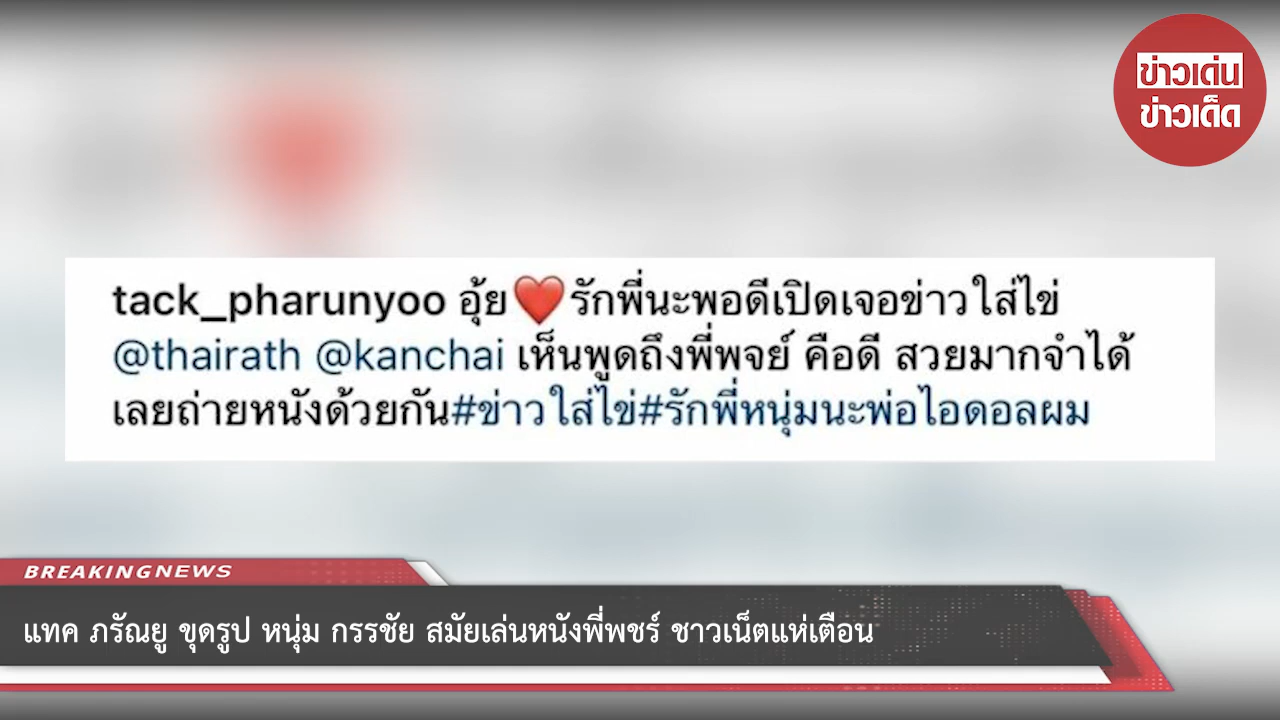 ข่าวเด่น
ข่าวเด็ด
tack_pharunyoo อุ้ย❤️รักพี่นะพอดีเปิดเจอข่าวใส่ไข่
@thairath @kanchai เห็นพูดถึงพี่พจย์ คือดี สวยมากจำได้
เลยถ่ายหนังด้วยกัน#ข่าวใส่ไข่#รักพี่หนุ่มนะพ่อไอดอลผม
BREAKINGNEWS
แทค ภรัณยู ขุดรูป หนุ่ม กรรชัย สมัยเล่นหนังพี่พชร์ ชาวเน็ตแห่เตือน